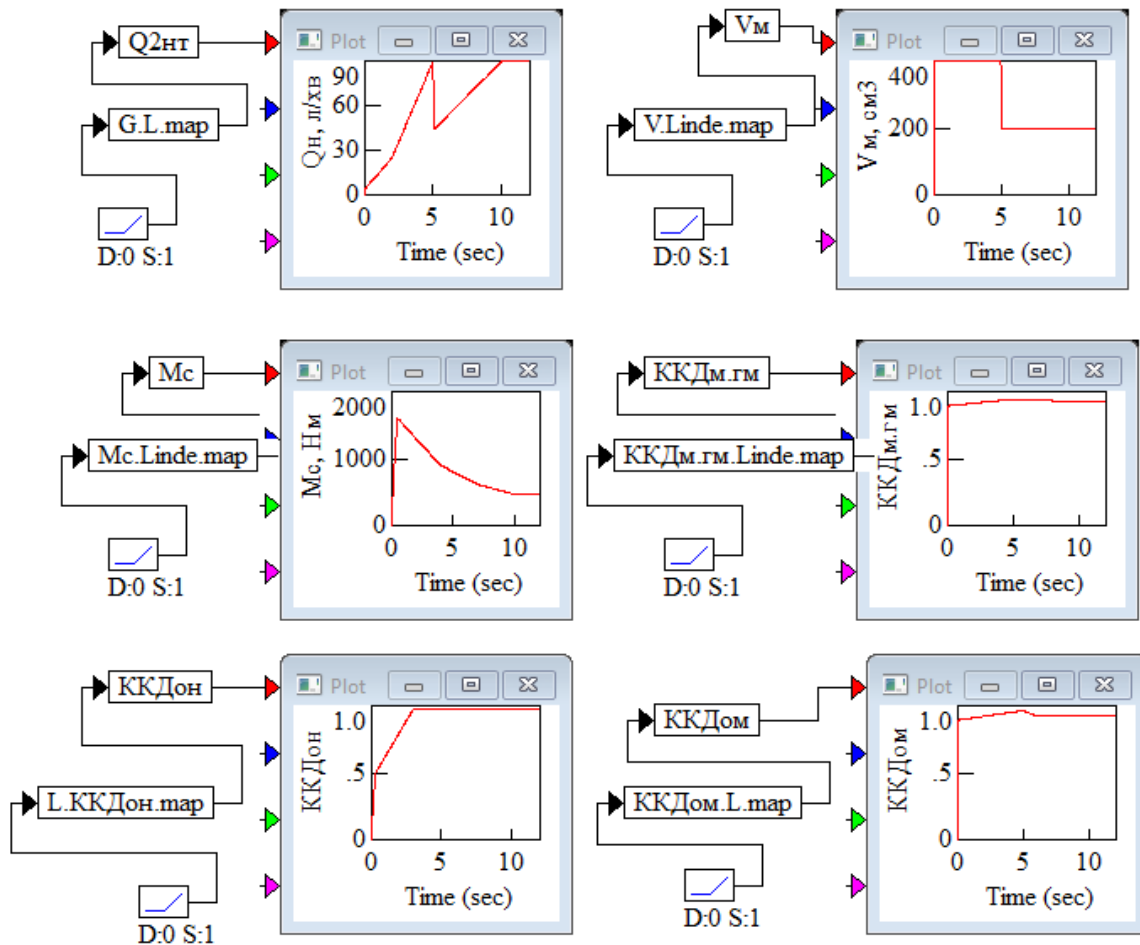 Q2нт
Plot
Qн, л/хв
90
60
30
0
0 5 10
Time (sec)
G.L.map
D:0 S:1
Vм
Plot
Vм, см3
400
200
0
0 5 10
Time (sec)
V.Linde.map
D:0 S:1
Mc
Plot
Mc, Нм
2000
1000
0
0 5 10
Time (sec)
Mc.Linde.map
D:0 S:1
ККДм.гм
Plot
ККДм.гм
1.0
.5
0
0 5 10
Time (sec)
ККДм.гм.Linde.map
D:0 S:1
ККДон
Plot
ККДон
1.0
.5
0
0 5 10
Time (sec)
L.ККДон.map
D:0 S:1
ККДом
Plot
ККДом
1.0
.5
0
0 5 10
Time (sec)
ККДом.L.map
D:0 S:1